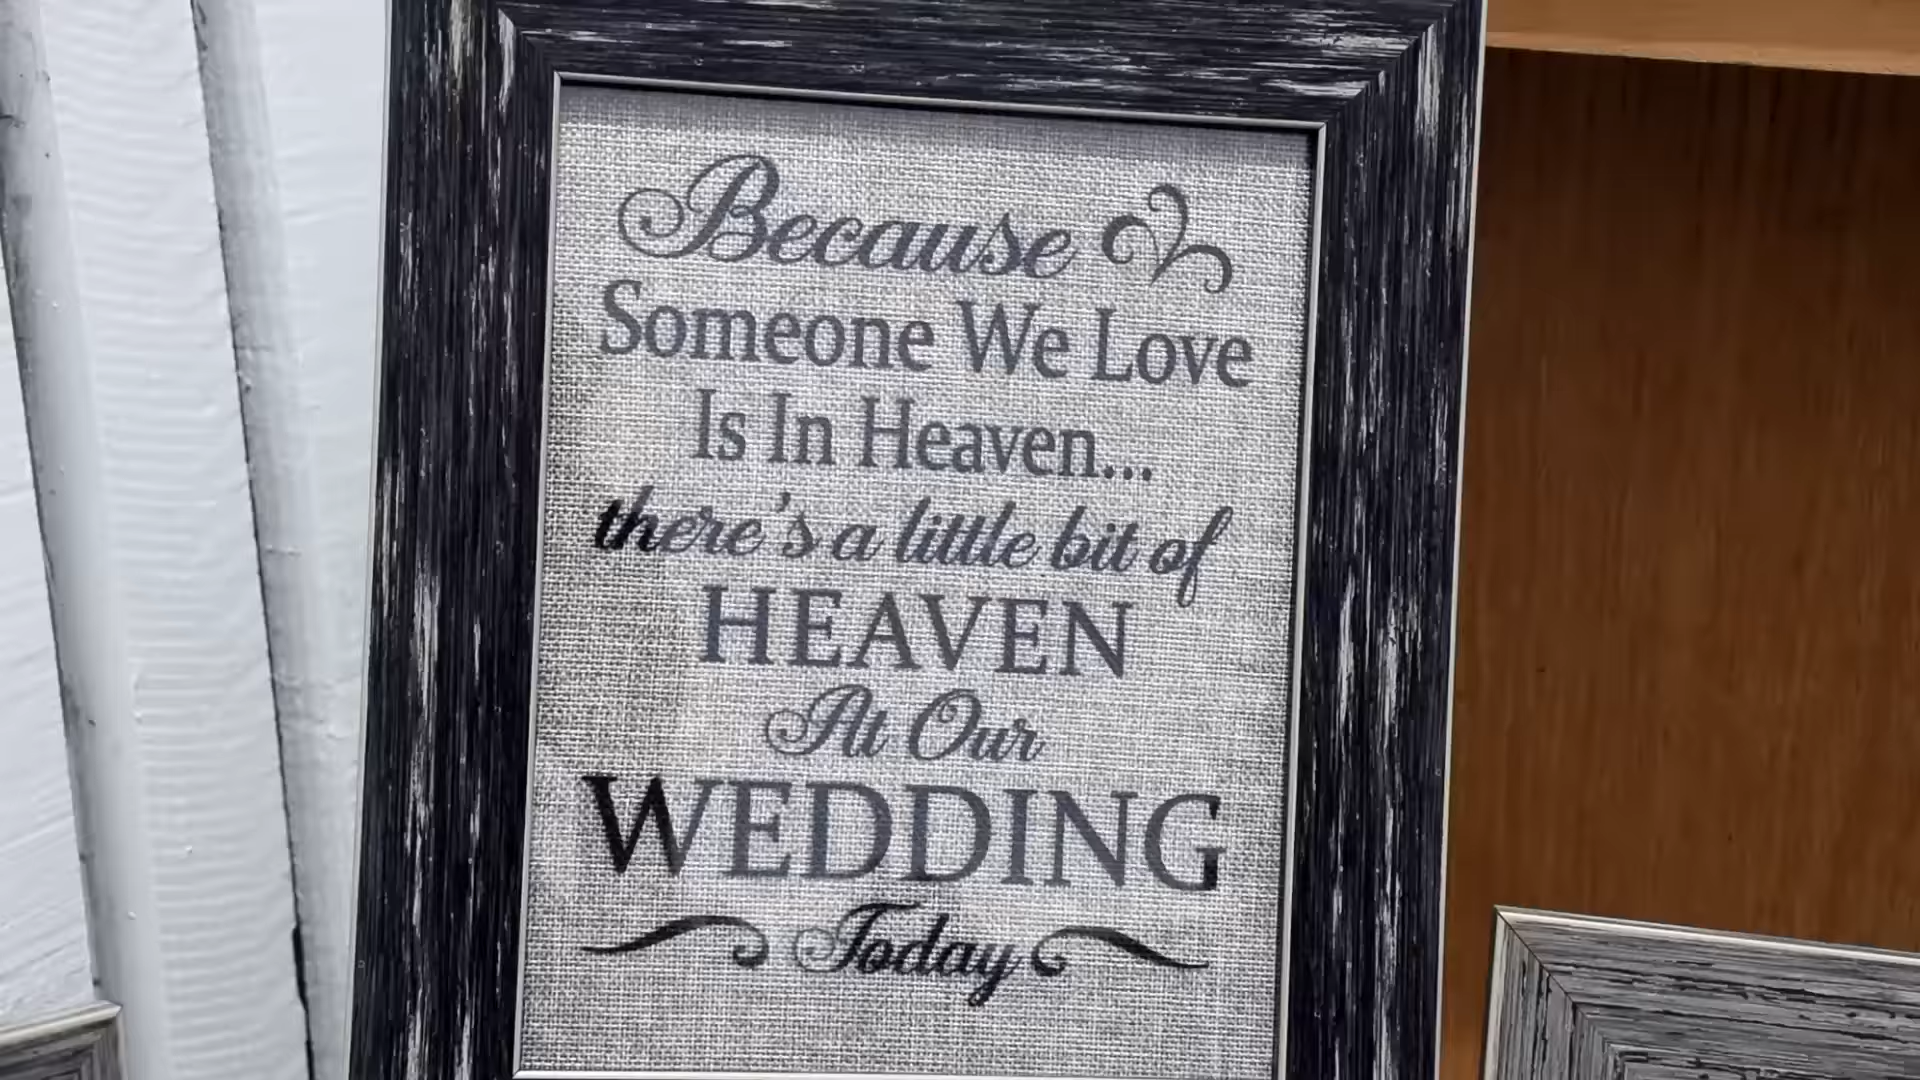 Because
Someone We Love
Is In Heaven...
there's a little bit of
HEAVEN
At Our
WEDDING
Today